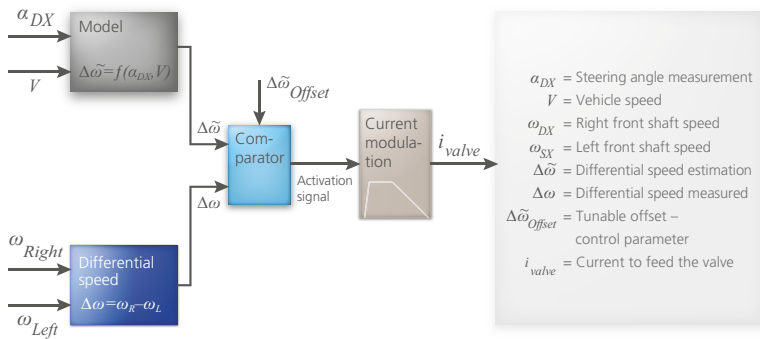 α_DX
Model
Δω̃=f(α_DX,V)
V
Δω̃_Offset
Δω̃
Com-
parator
Δω
Activation
signal
Current
modula-
tion
i_valve
ω_Right
Differential
speed
Δω=ω_R–ω_L
ω_Left
α_DX = Steering angle measurement
V = Vehicle speed
ω_DX = Right front shaft speed
ω_SX = Left front shaft speed
Δω̃ = Differential speed estimation
Δω = Differential speed measured
Δω̃_Offset = Tunable offset –
control parameter
i_valve = Current to feed the valve